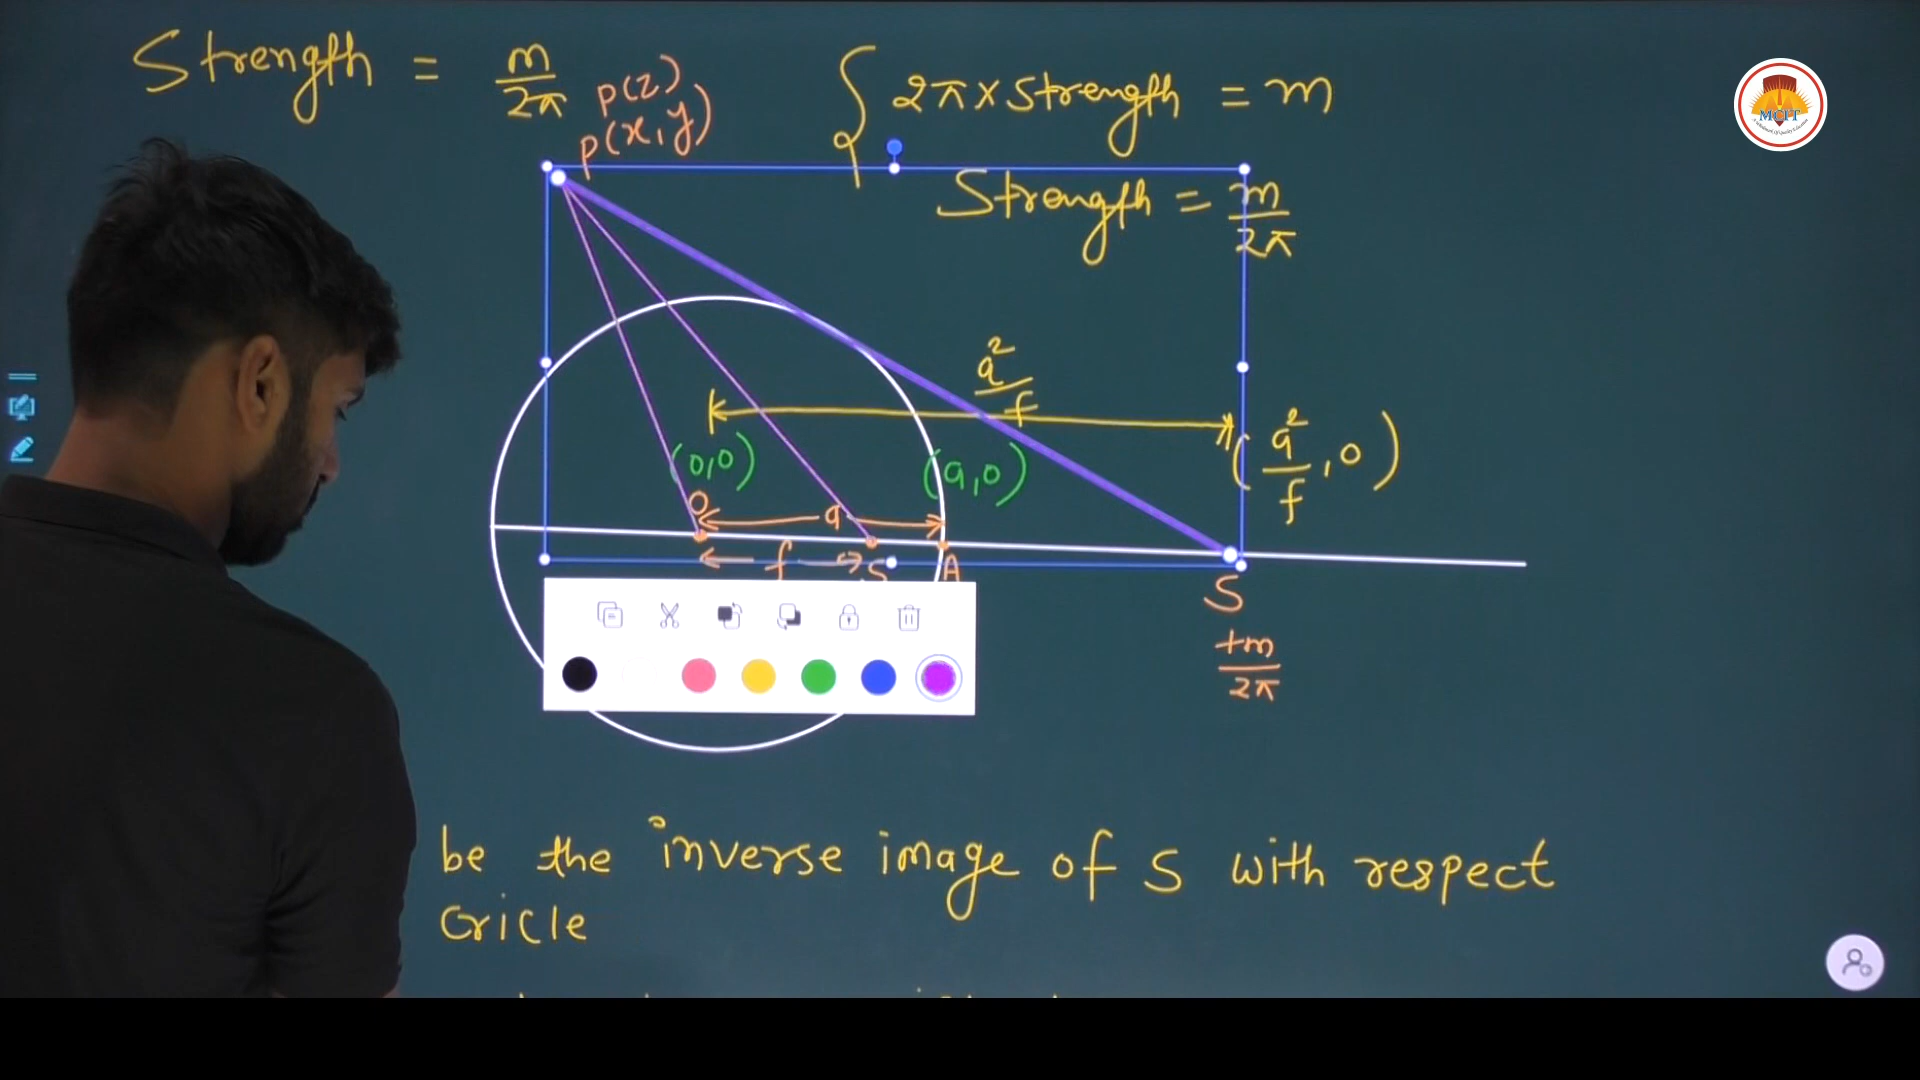 Strength = m/2π
2π × Strength = m
p(z)
p(x,y)
Strength = m/2π
a²/f
(0,0)
(a,0)
(a²/f, 0)
O
a
f
S
A
S
+m/2π
be the inverse image of S with respect
Cricle
MCPT